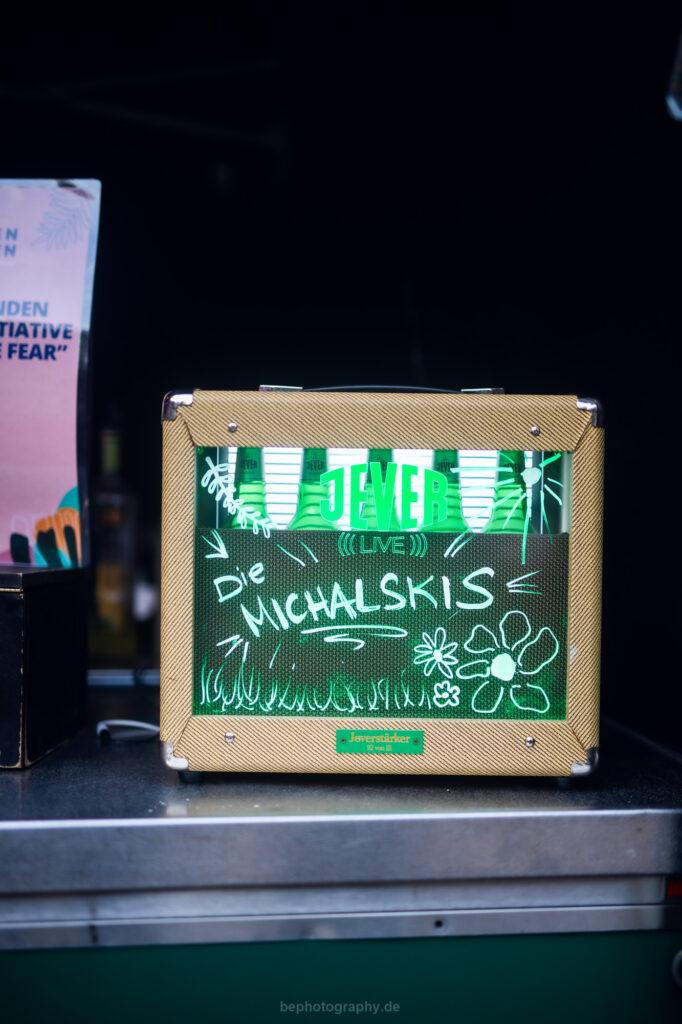 NDEN
TIATIVE
E FEAR”
JEVER
LIVE
Die
MICHALSKIS
Jeverstärker
bephotography.de